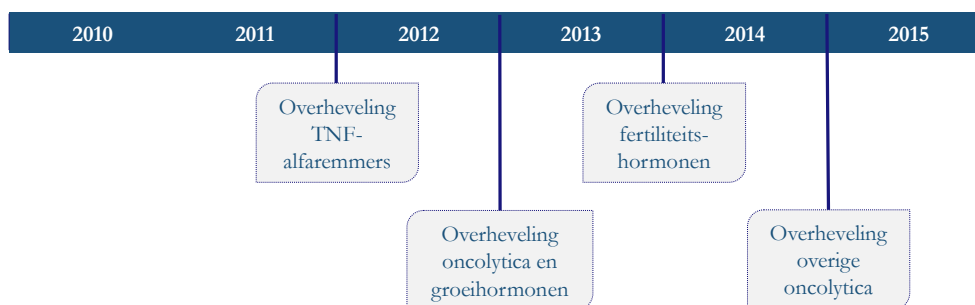 2010 2011 2012 2013 2014 2015
Overheveling
TNF-
alfaremmers
Overheveling
fertiliteits-
hormonen
Overheveling
oncolytica en
groeihormonen
Overheveling
overige
oncolytica